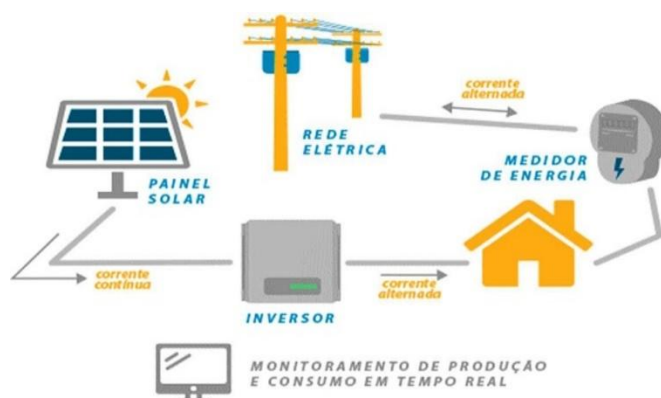 corrente
alternada
REDE
ELÉTRICA
MEDIDOR
DE ENERGIA
PAINEL
SOLAR
corrente
contínua
corrente
alternada
INVERSOR
MONITORAMENTO DE PRODUÇÃO
E CONSUMO EM TEMPO REAL